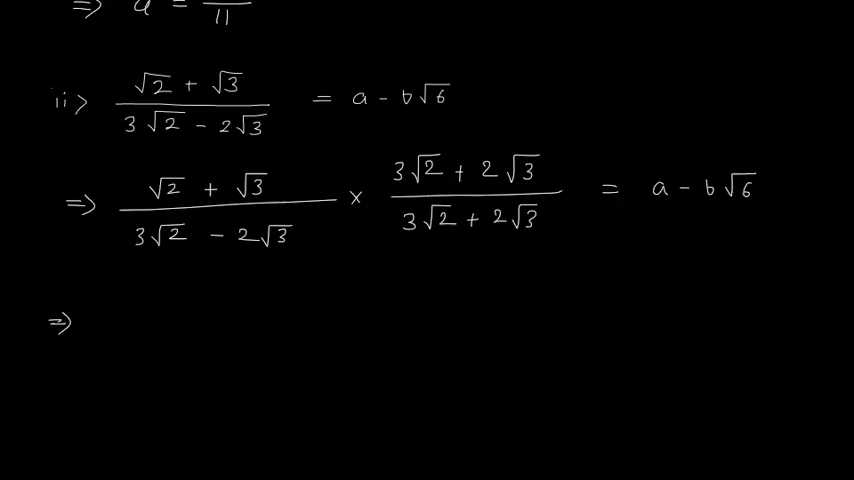 ⇒ a = ―/11
ii> (√2 + √3)/(3√2 - 2√3) = a - b√6
⇒ (√2 + √3)/(3√2 - 2√3) × (3√2 + 2√3)/(3√2 + 2√3) = a - b√6
⇒